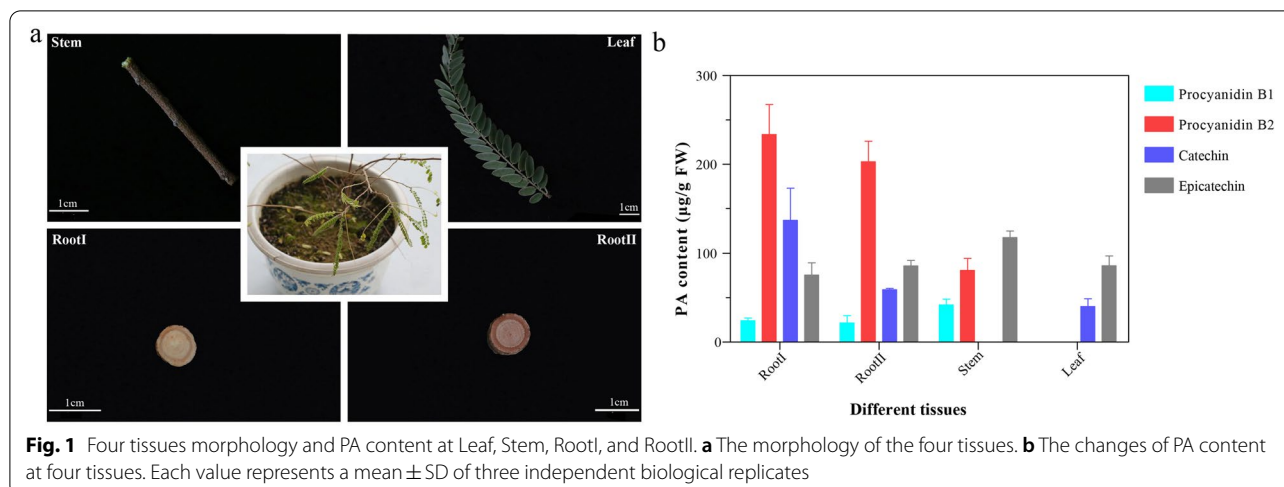 a
Stem
Leaf
1cm
1cm
RootI
RootII
1cm
1cm
b
PA content (µg/g FW)
300
200
100
0
RootI
RootII
Stem
Leaf
Different tissues
Procyanidin B1
Procyanidin B2
Catechin
Epicatechin
Fig. 1 Four tissues morphology and PA content at Leaf, Stem, RootI, and RootII. a The morphology of the four tissues. b The changes of PA content
at four tissues. Each value represents a mean ± SD of three independent biological replicates